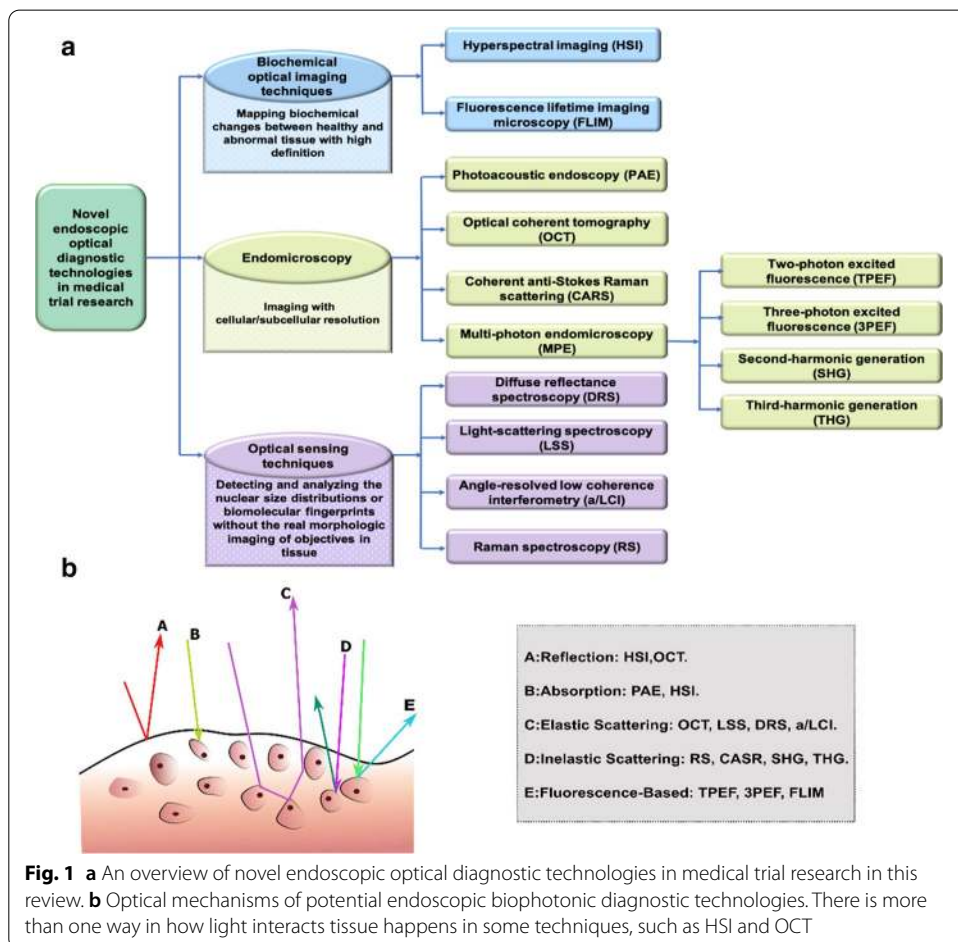 a
Biochemical
optical imaging
techniques
Mapping biochemical
changes between healthy and
abnormal tissue with high
definition
Hyperspectral imaging (HSI)
Fluorescence lifetime imaging
microscopy (FLIM)
Novel
endoscopic
optical
diagnostic
technologies
in medical
trial research
Endomicroscopy
Imaging with
cellular/subcellular resolution
Photoacoustic endoscopy (PAE)
Optical coherent tomography
(OCT)
Coherent anti-Stokes Raman
scattering (CARS)
Multi-photon endomicroscopy
(MPE)
Two-photon excited
fluorescence (TPEF)
Three-photon excited
fluorescence (3PEF)
Second-harmonic generation
(SHG)
Third-harmonic generation
(THG)
Optical sensing
techniques
Detecting and analyzing the
nuclear size distributions or
biomolecular fingerprints
without the real morphologic
imaging of objectives in
tissue
Diffuse reflectance
spectroscopy (DRS)
Light-scattering spectroscopy
(LSS)
Angle-resolved low coherence
interferometry (a/LCI)
Raman spectroscopy (RS)
b
A
B
C
D
E
A:Reflection: HSI,OCT.
B:Absorption: PAE, HSI.
C:Elastic Scattering: OCT, LSS, DRS, a/LCI.
D:Inelastic Scattering: RS, CASR, SHG, THG.
E:Fluorescence-Based: TPEF, 3PEF, FLIM
Fig. 1 a An overview of novel endoscopic optical diagnostic technologies in medical trial research in this
review. b Optical mechanisms of potential endoscopic biophotonic diagnostic technologies. There is more
than one way in how light interacts tissue happens in some techniques, such as HSI and OCT